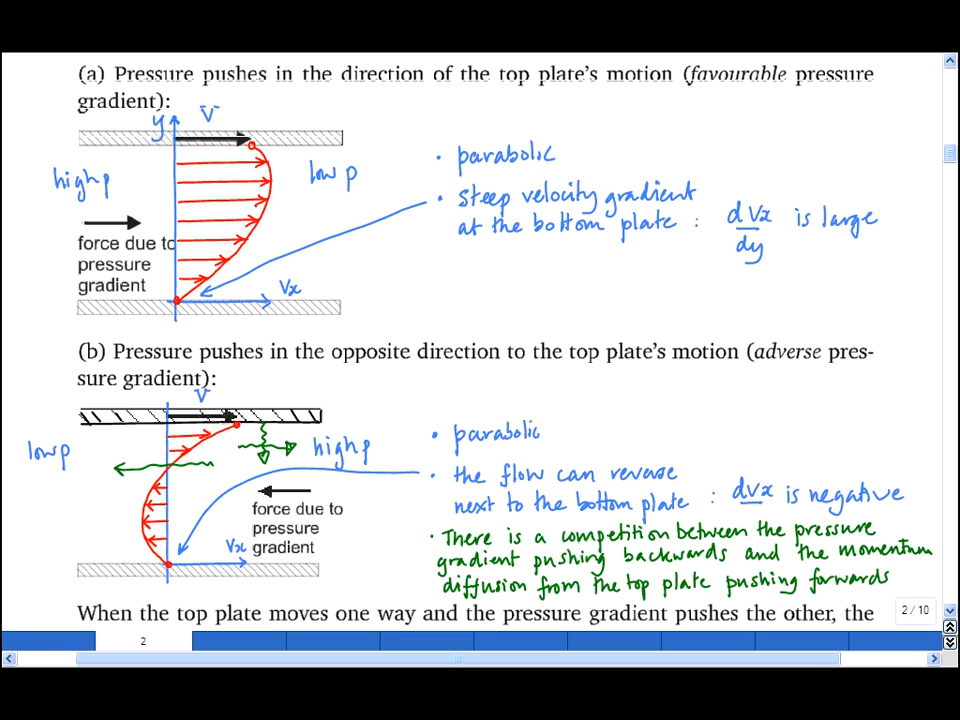 (a) Pressure pushes in the direction of the top plate's motion (favourable pressure
gradient):
y
V
high p
low p
force due to
pressure
gradient
Vx
• parabolic
• steep velocity gradient
at the bottom plate : dVx/dy is large
(b) Pressure pushes in the opposite direction to the top plate's motion (adverse pres-
sure gradient):
V
low p
high p
force due to
pressure
gradient
Vx
• parabolic
• the flow can reverse
next to the bottom plate : dVx is negative
• There is a competition between the pressure
gradient pushing backwards and the momentum
diffusion from the top plate pushing forwards
When the top plate moves one way and the pressure gradient pushes the other, the
2 / 10
2